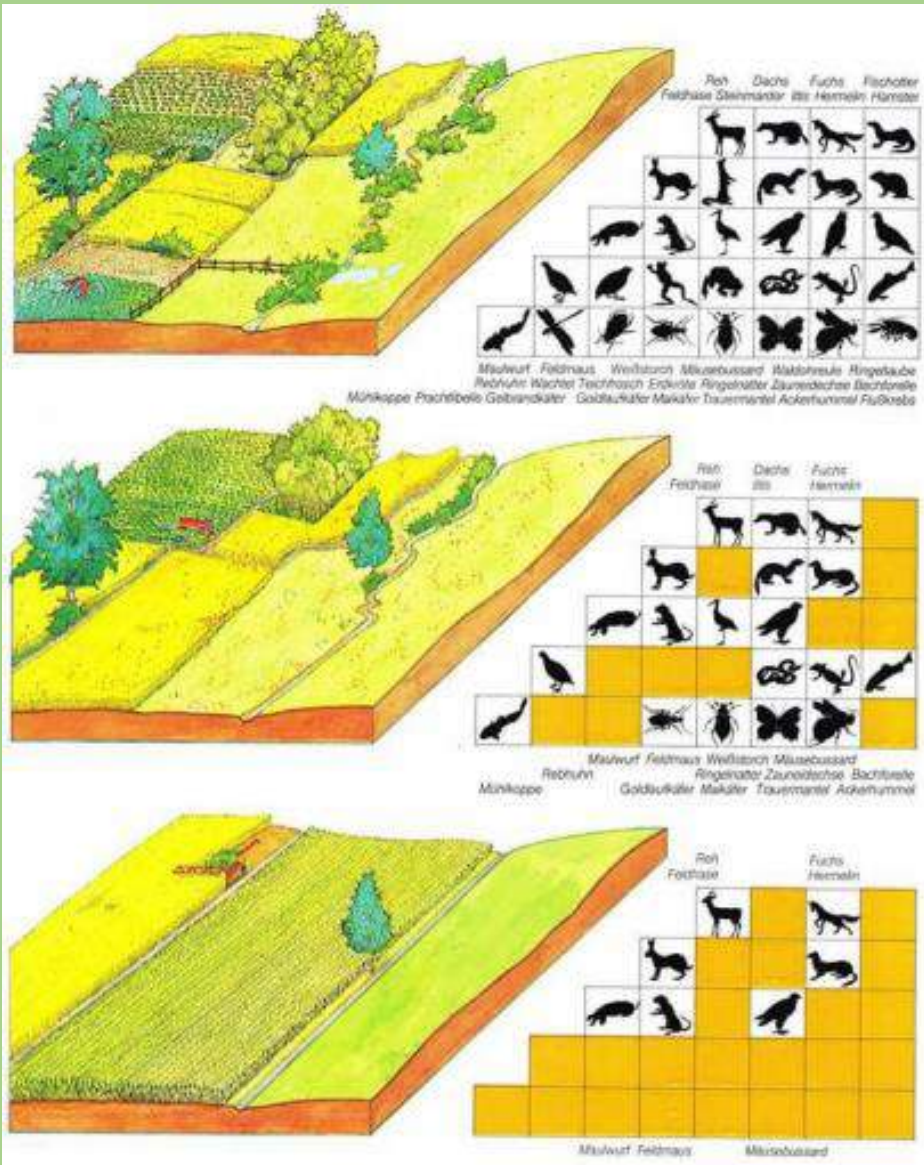 Reh Dachs Fuchs Fischotter
Feldhase Steinmarder Iltis Hermelin Hamster
Maulwurf Feldmaus Weißstorch Mäusebussard Waldohreule Ringeltaube
Rebhuhn Wachtel Teichfrosch Erdkröte Ringelnatter Zauneidechse Bachforelle
Mühlkoppe Prachtlibelle Gelbrandkäfer Goldlaufkäfer Maikäfer Trauermantel Ackerhummel Flußkrebs
Reh Dachs Fuchs
Feldhase Iltis Hermelin
Maulwurf Feldmaus Weißstorch Mäusebussard
Rebhuhn Ringelnatter Zauneidechse Bachforelle
Mühlkoppe Goldlaufkäfer Maikäfer Trauermantel Ackerhummel
Reh Fuchs
Feldhase Hermelin
Maulwurf Feldmaus Mäusebussard